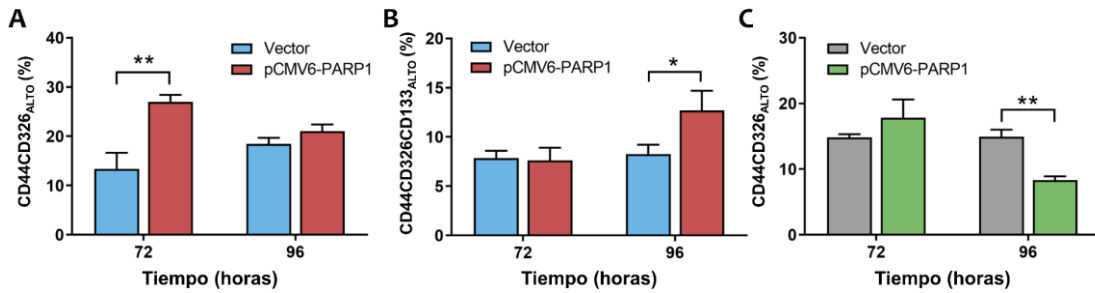 A
CD44CD326ALTO (%)
40
30
20
10
0
**
Vector
pCMV6-PARP1
72
96
Tiempo (horas)
B
CD44CD326CD133ALTO (%)
20
15
10
5
0
Vector
pCMV6-PARP1
*
72
96
Tiempo (horas)
C
CD44CD326ALTO (%)
30
20
10
0
Vector
pCMV6-PARP1
**
72
96
Tiempo (horas)